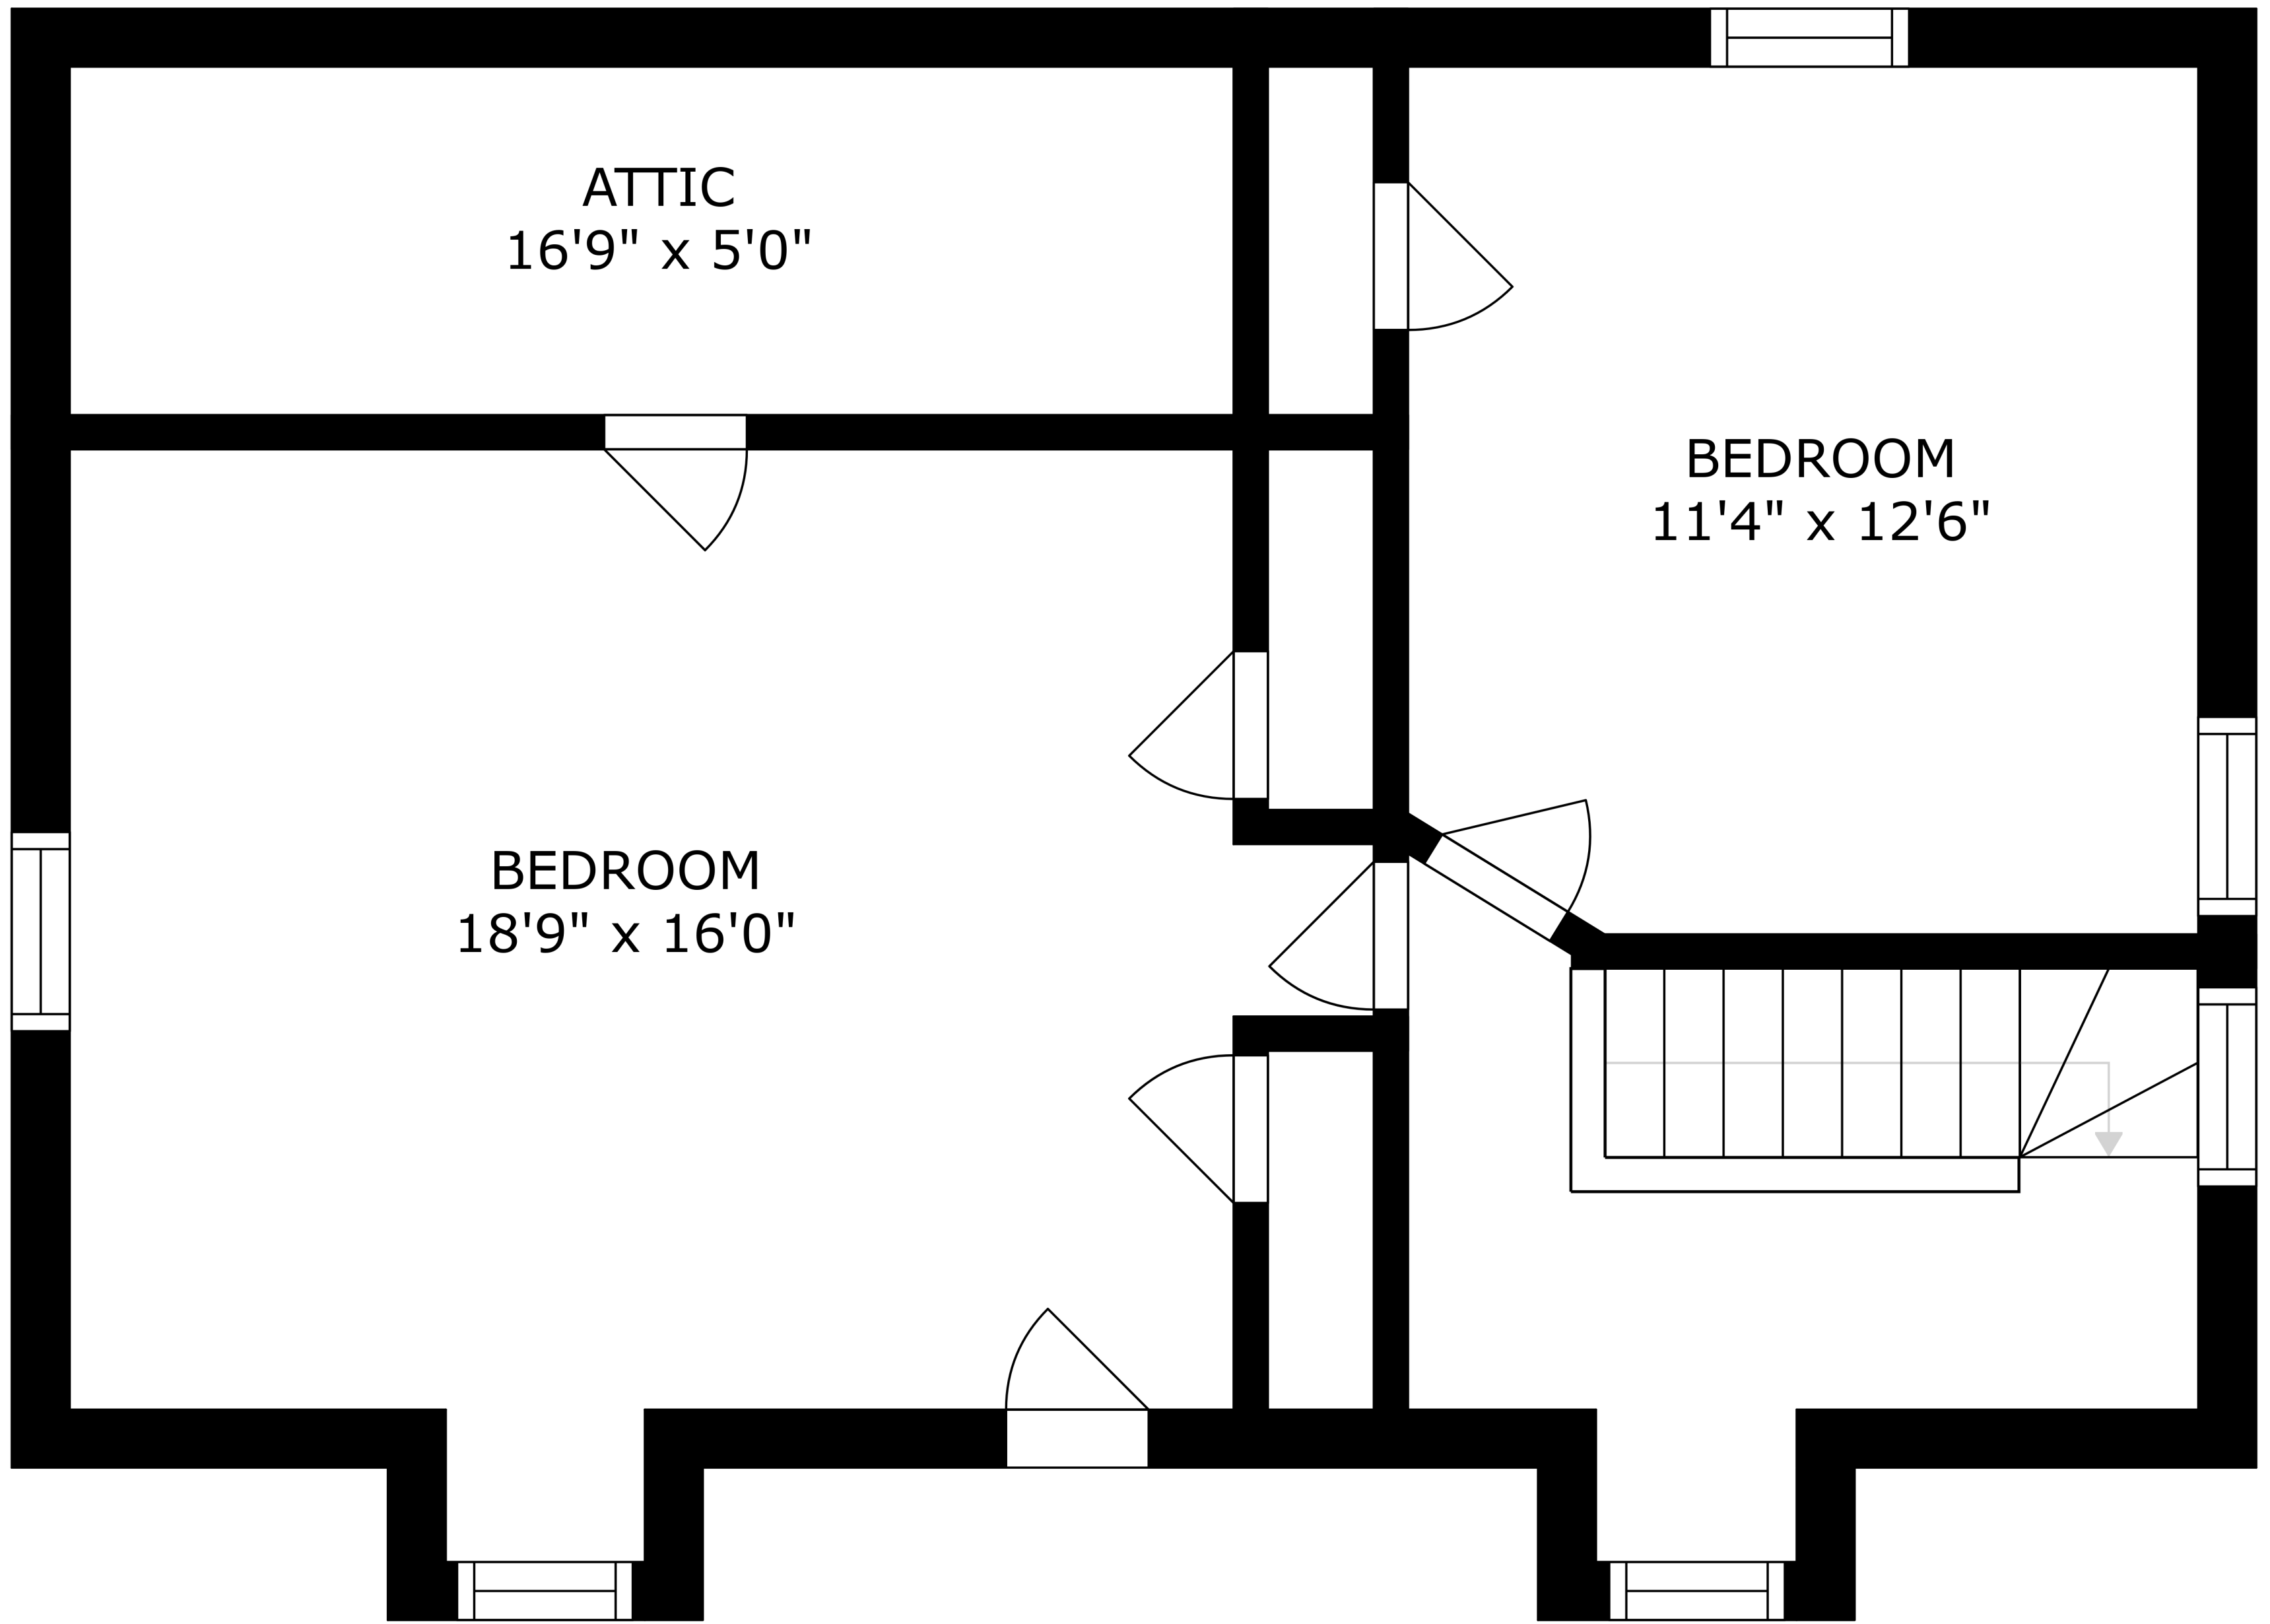 ATTIC
16'9" x 5'0"
BEDROOM
11'4" x 12'6"
BEDROOM
18'9" x 16'0"